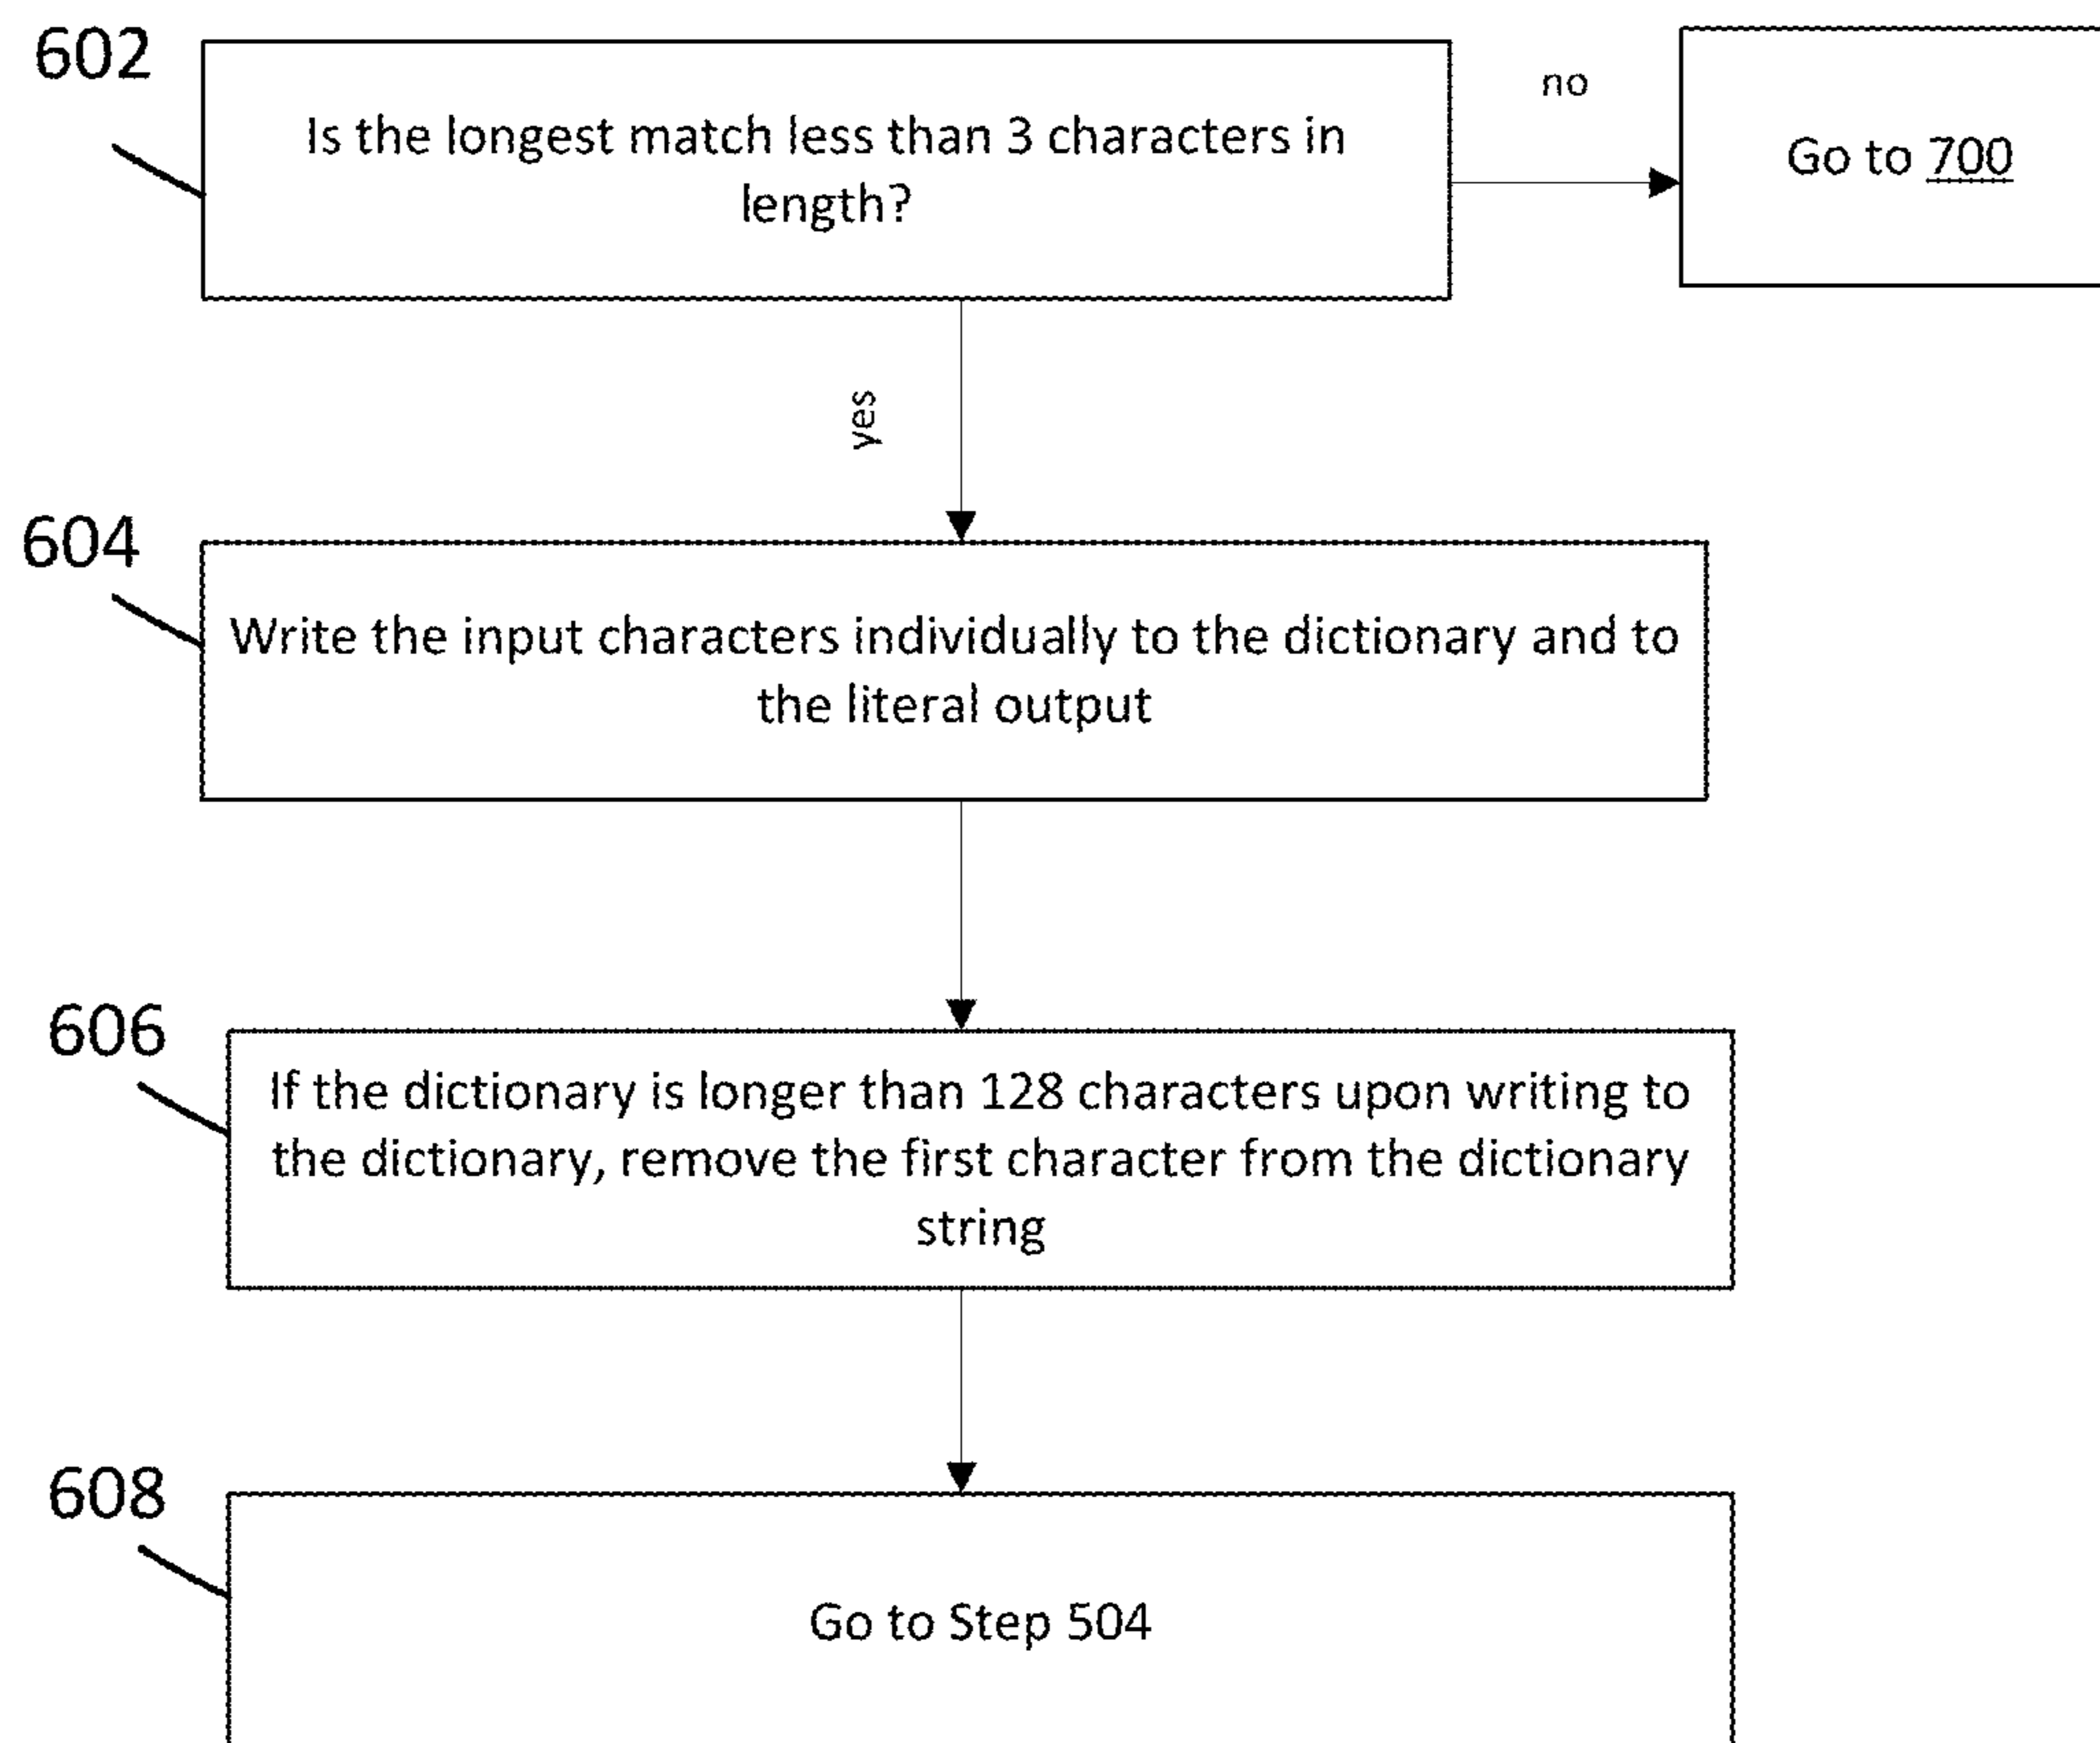 602
Is the longest match less than 3 characters in
length?
no
Go to 700
yes
604
Write the input characters individually to the dictionary and to
the literal output
606
If the dictionary is longer than 128 characters upon writing to
the dictionary, remove the first character from the dictionary
string
608
Go to Step 504